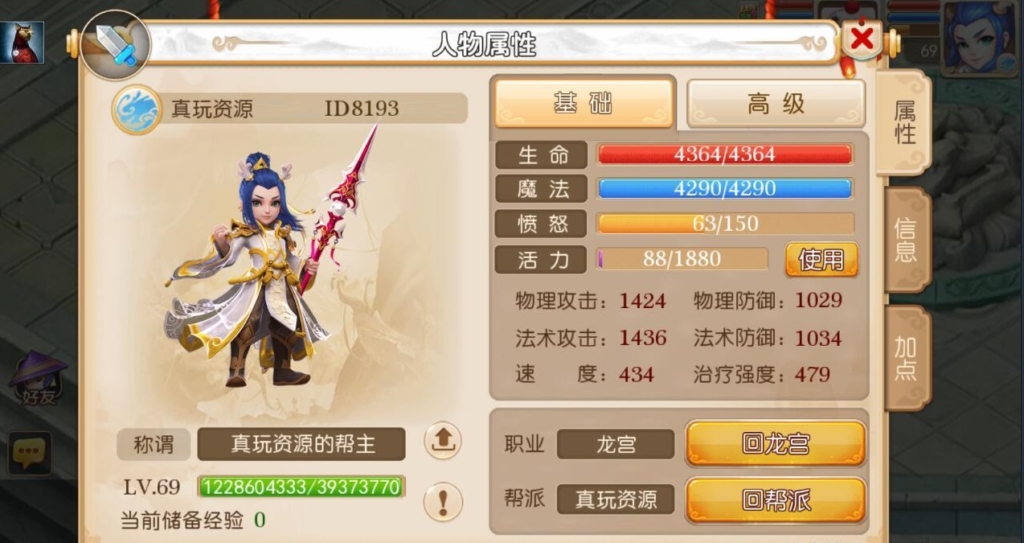 人物属性
69
真玩资源 ID8193
基础 高级
属性
信息
加点
生命 4364/4364
魔法 4290/4290
愤怒 63/150
活力 88/1880 使用
物理攻击：1424 物理防御：1029
法术攻击：1436 法术防御：1034
速 度：434 治疗强度：479
好友
称谓 真玩资源的帮主
职业 龙宫 回龙宫
LV.69 1228604333/39373770
帮派 真玩资源 回帮派
当前储备经验 0